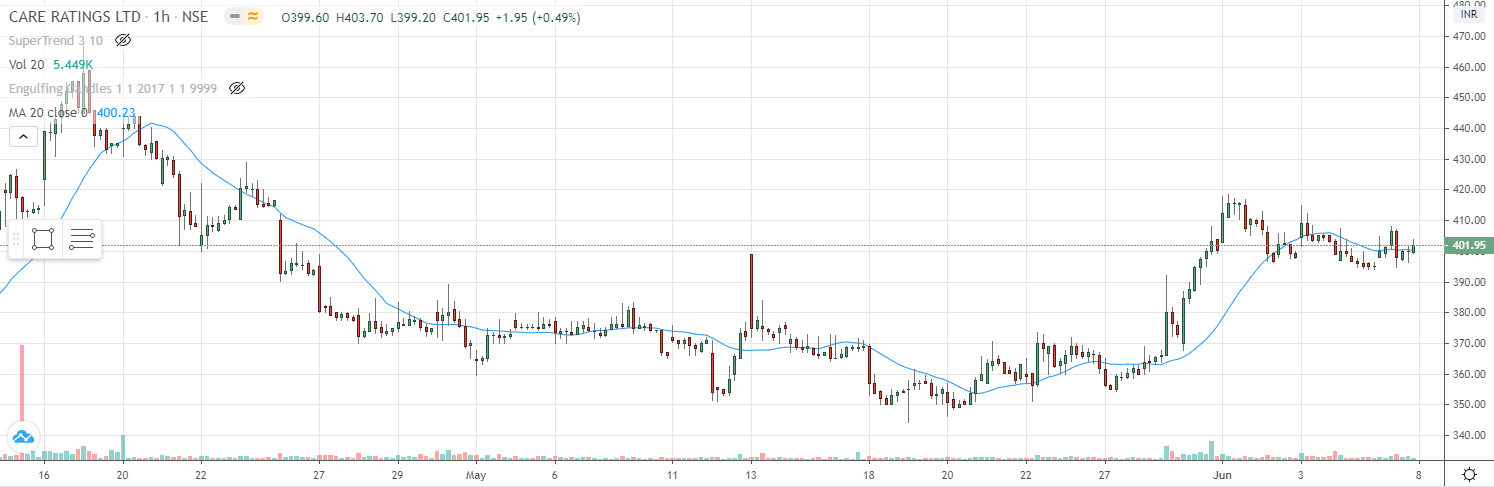 CARE RATINGS LTD · 1h · NSE O399.60 H403.70 L399.20 C401.95 +1.95 (+0.49%)
SuperTrend 3 10
Vol 20 5.449K
Engulfing Candles 1 1 2017 1 1 9999
MA 20 close 0 400.23
480.00
INR
470.00
460.00
450.00
440.00
430.00
420.00
410.00
401.95
400.00
390.00
380.00
370.00
360.00
350.00
340.00
16 20 22 27 29 May 6 11 13 18 20 22 27 Jun 3 8